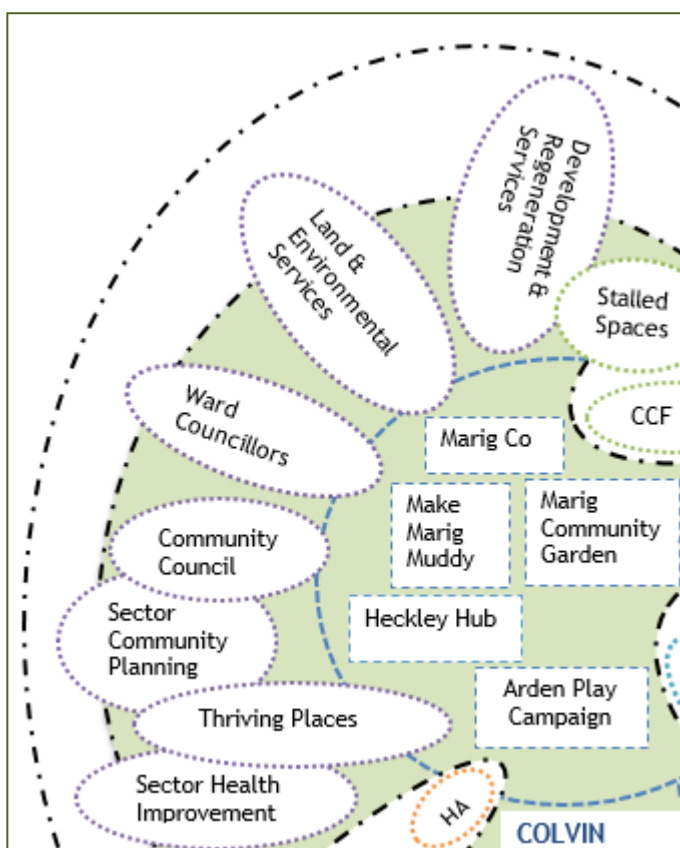 Development &
Regeneration
Services
Land &
Environmental
Services
Stalled
Spaces
CCF
Ward
Councillors
Marig Co
Make
Marig
Muddy
Marig
Community
Garden
Community
Council
Heckley Hub
Sector
Community
Planning
Arden Play
Campaign
Thriving Places
Sector Health
Improvement
HA
COLVIN